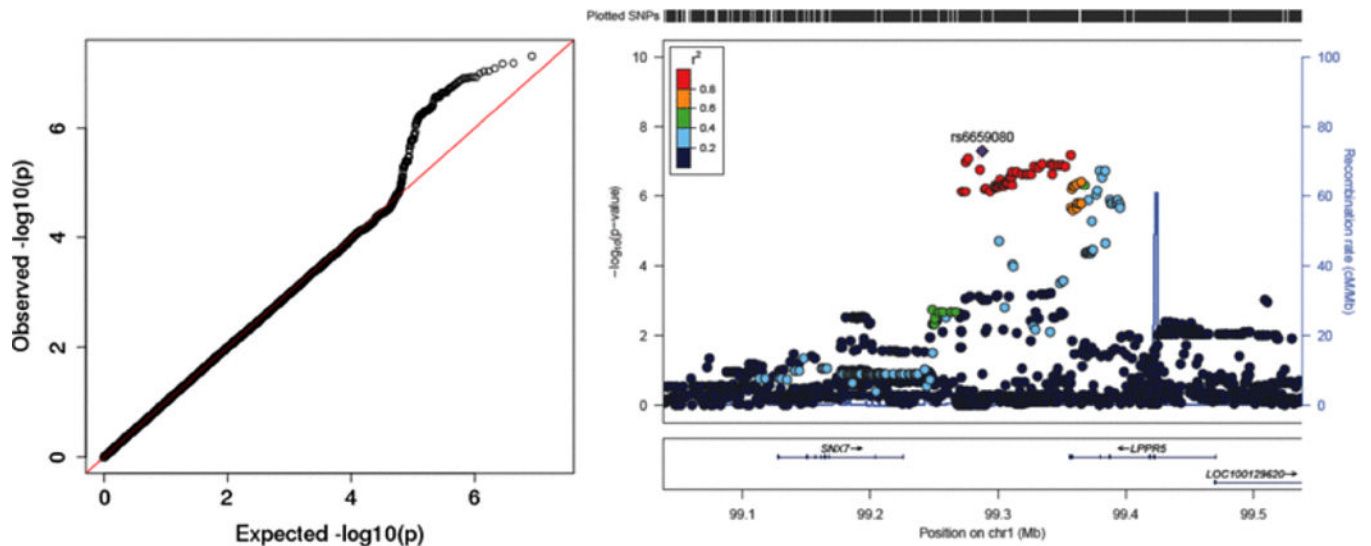 Observed -log10(p)
6
4
2
0
0 2 4 6
Expected -log10(p)
Plotted SNPs
r²
0.8
0.6
0.4
0.2
rs6659080
−log₁₀(p−value)
10
8
6
4
2
0
100
80
60
40
20
0
Recombination rate (cM/Mb)
SNX7→
←LPPR5
LOC100129620→
99.1 99.2 99.3 99.4 99.5
Position on chr1 (Mb)